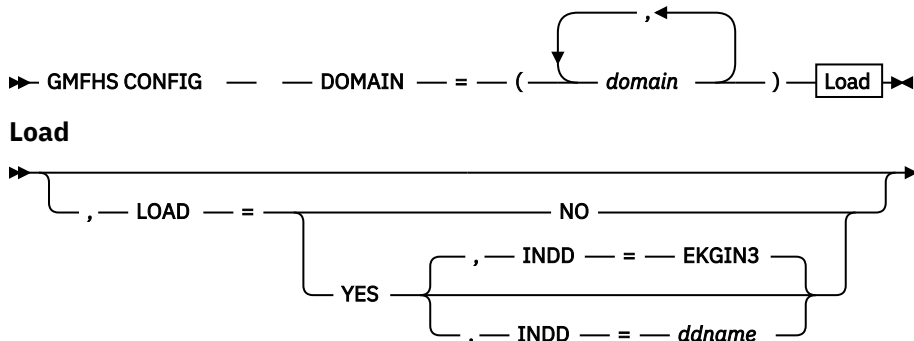 ,
GMFHS CONFIG — — DOMAIN — = — ( — domain — ) — Load
Load
, — LOAD — = — NO
, — INDD — = — EKGIN3
YES
, — INDD — = — ddname